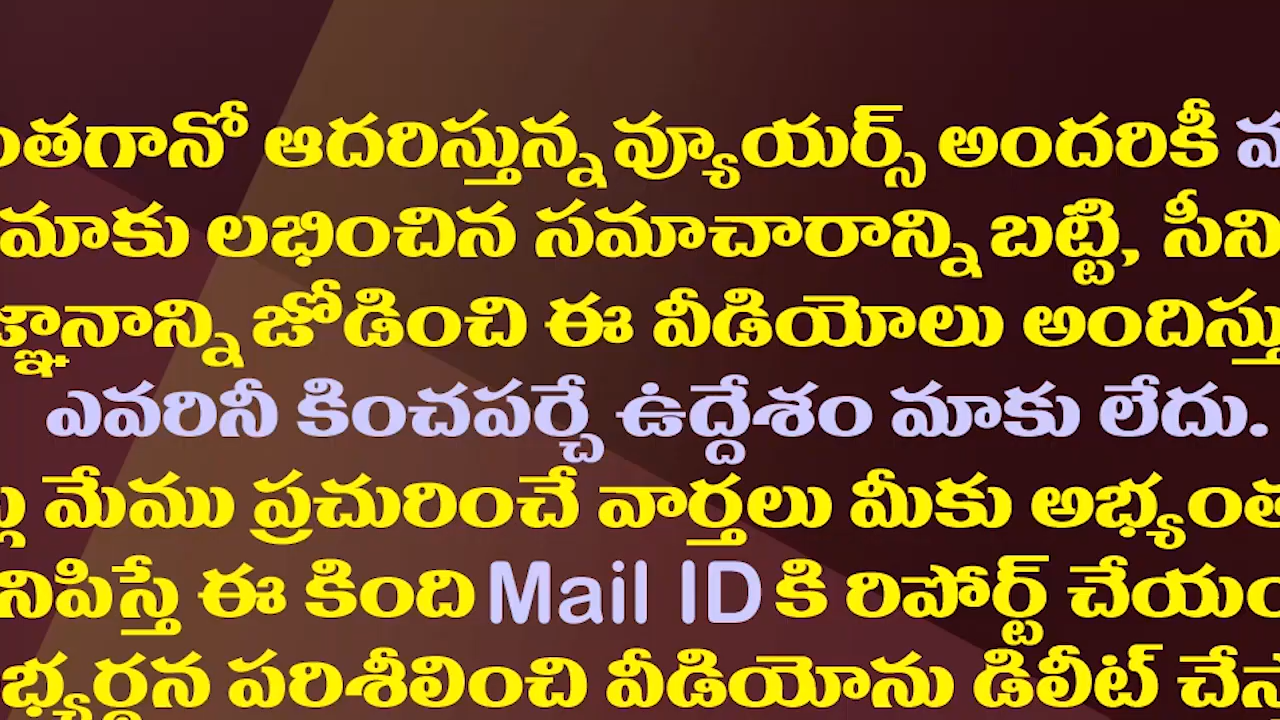 ంతగానో ఆదరిస్తున్న వ్యూయర్స్ అందరికీ
మాకు లభించిన సమాచారాన్ని బట్టి, సీని
జ్ఞానాన్ని జోడించి ఈ వీడియోలు అందిస్తు
ఎవరినీ కించపర్చే ఉద్దేశం మాకు లేదు.
మేము ప్రచురించే వార్తలు మీకు అభ్యంత
నిపిస్తే ఈ కింది Mail ID కి రిపోర్ట్ చేయం
భ్యర్థన పరిశీలించి వీడియోను డిలీట్ చేస